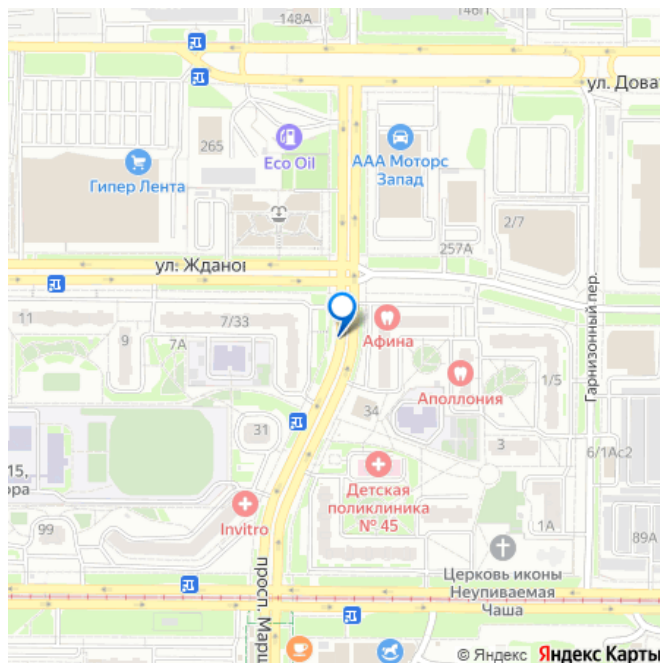 148А
146П
ул. Доват
265
Eco Oil
ААА Моторс
Запад
Гипер Лента
2/7
257А
ул. Жданов
Гарнизонный пер.
11
7/33
9
7А
Афина
Аполлония
1/5
34
31
3
6/1Ас2
15,
ора
Детская
поликлиника
№ 45
Invitro
99
1А
89А
Церковь иконы
Неупиваемая
Чаша
просп. Марш
© Яндекс Яндекс Карты